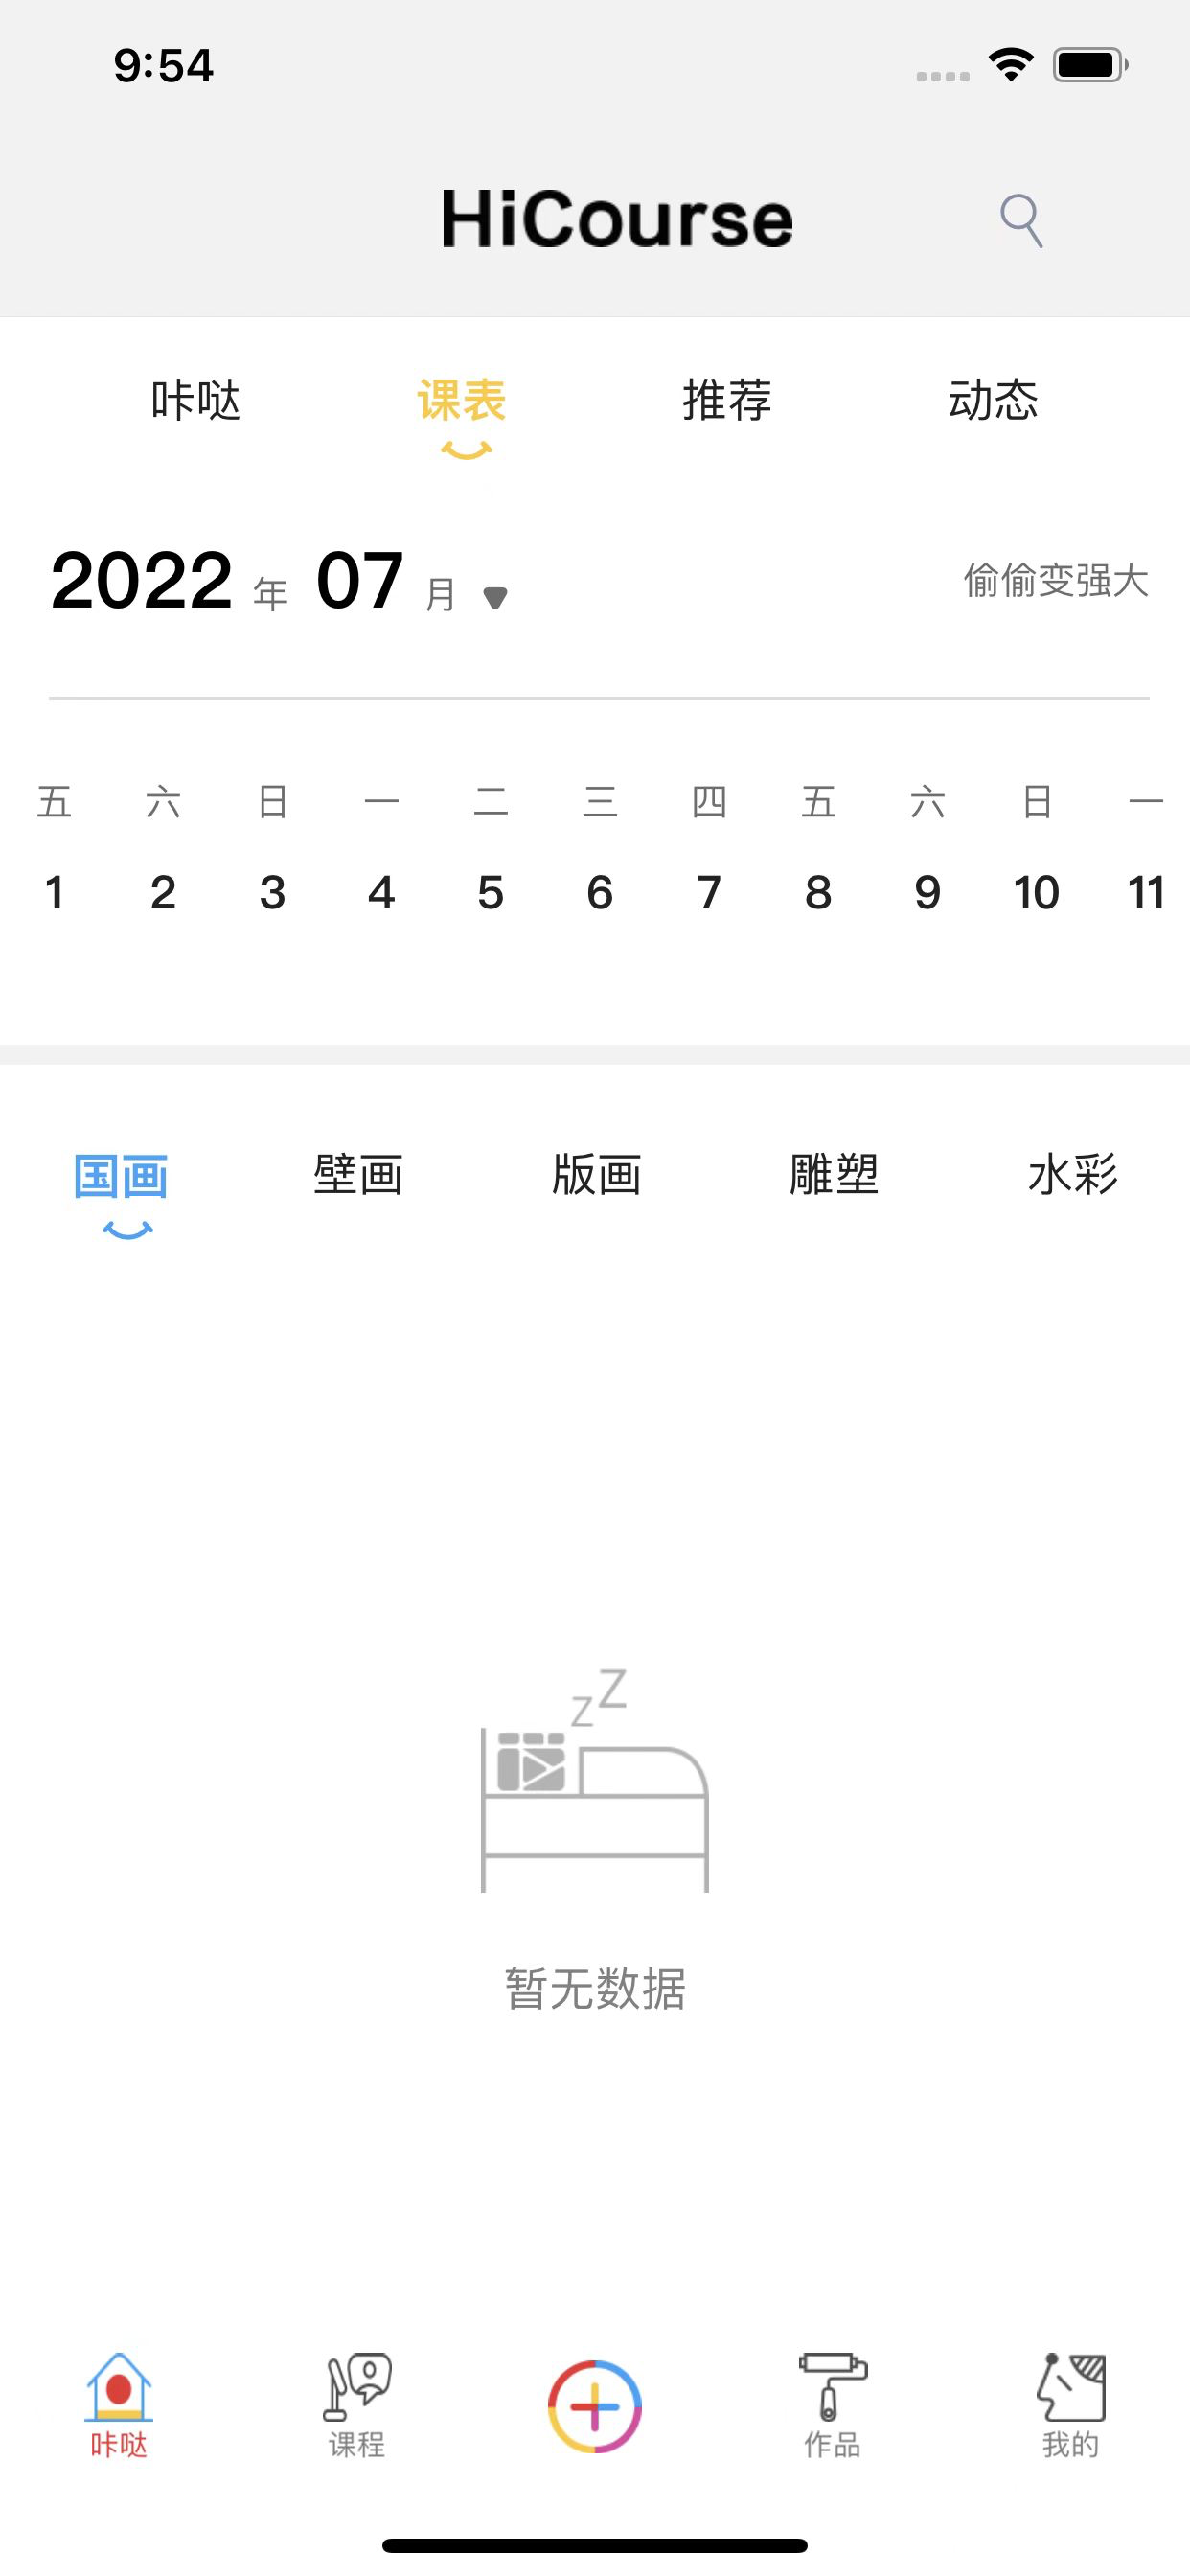 9:54
HiCourse
咔哒 课表 推荐 动态
2022 年 07 月 偷偷变强大
五 六 日 一 二 三 四 五 六 日 一
1 2 3 4 5 6 7 8 9 10 11
国画 壁画 版画 雕塑 水彩
z Z
暂无数据
咔哒 课程 作品 我的